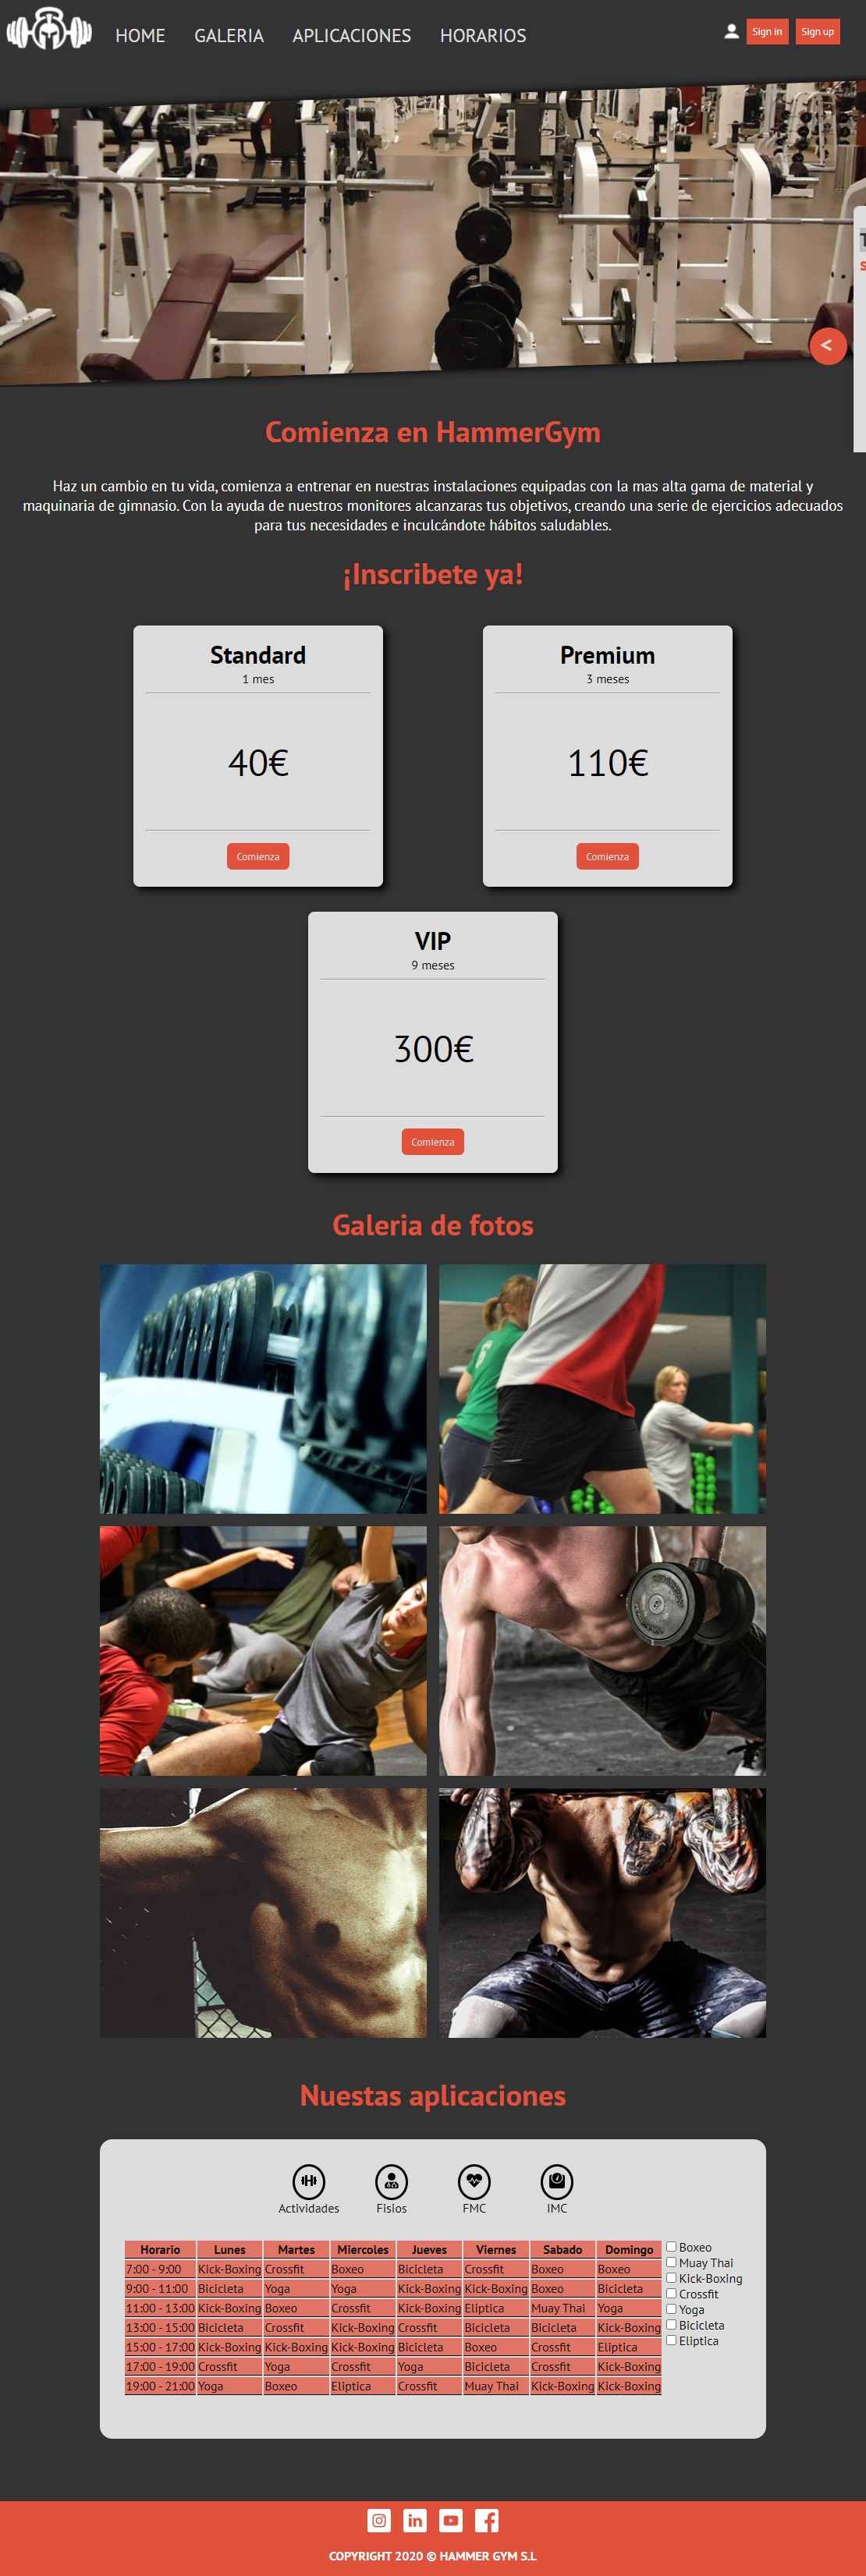 HOME GALERIA APLICACIONES HORARIOS Sign in Sign up
<
Comienza en HammerGym
Haz un cambio en tu vida, comienza a entrenar en nuestras instalaciones equipadas con la mas alta gama de material y
maquinaria de gimnasio. Con la ayuda de nuestros monitores alcanzaras tus objetivos, creando una serie de ejercicios adecuados
para tus necesidades e inculcándote hábitos saludables.
¡Inscribete ya!
Standard
1 mes
40€
Comienza
Premium
3 meses
110€
Comienza
VIP
9 meses
300€
Comienza
Galeria de fotos
Nuestas aplicaciones
Actividades Fisios FMC IMC
Horario Lunes Martes Miercoles Jueves Viernes Sabado Domingo
7:00 - 9:00 Kick-Boxing Crossfit Boxeo Bicicleta Crossfit Boxeo Boxeo
9:00 - 11:00 Bicicleta Yoga Yoga Kick-Boxing Kick-Boxing Boxeo Bicicleta
11:00 - 13:00 Kick-Boxing Boxeo Crossfit Kick-Boxing Eliptica Muay Thai Yoga
13:00 - 15:00 Bicicleta Crossfit Kick-Boxing Crossfit Bicicleta Bicicleta Kick-Boxing
15:00 - 17:00 Kick-Boxing Kick-Boxing Kick-Boxing Bicicleta Boxeo Crossfit Eliptica
17:00 - 19:00 Crossfit Yoga Crossfit Yoga Bicicleta Crossfit Kick-Boxing
19:00 - 21:00 Yoga Boxeo Eliptica Crossfit Muay Thai Kick-Boxing Kick-Boxing
Boxeo
Muay Thai
Kick-Boxing
Crossfit
Yoga
Bicicleta
Eliptica
COPYRIGHT 2020 © HAMMER GYM S.L